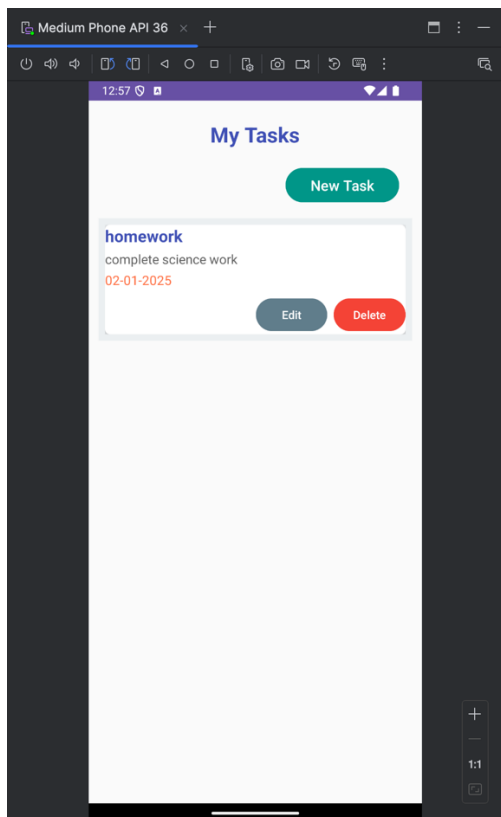 Medium Phone API 36
12:57
My Tasks
New Task
homework
complete science work
02-01-2025
Edit
Delete
1:1